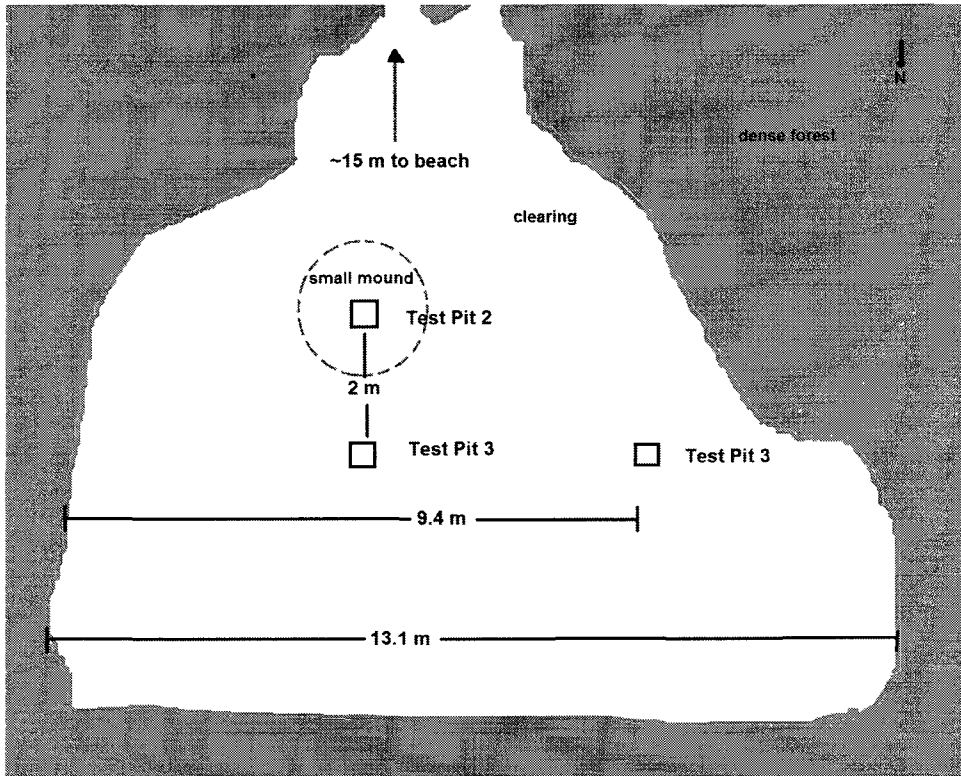 N
dense forest
~15 m to beach
clearing
small mound
Test Pit 2
2 m
Test Pit 3
Test Pit 3
9.4 m
13.1 m